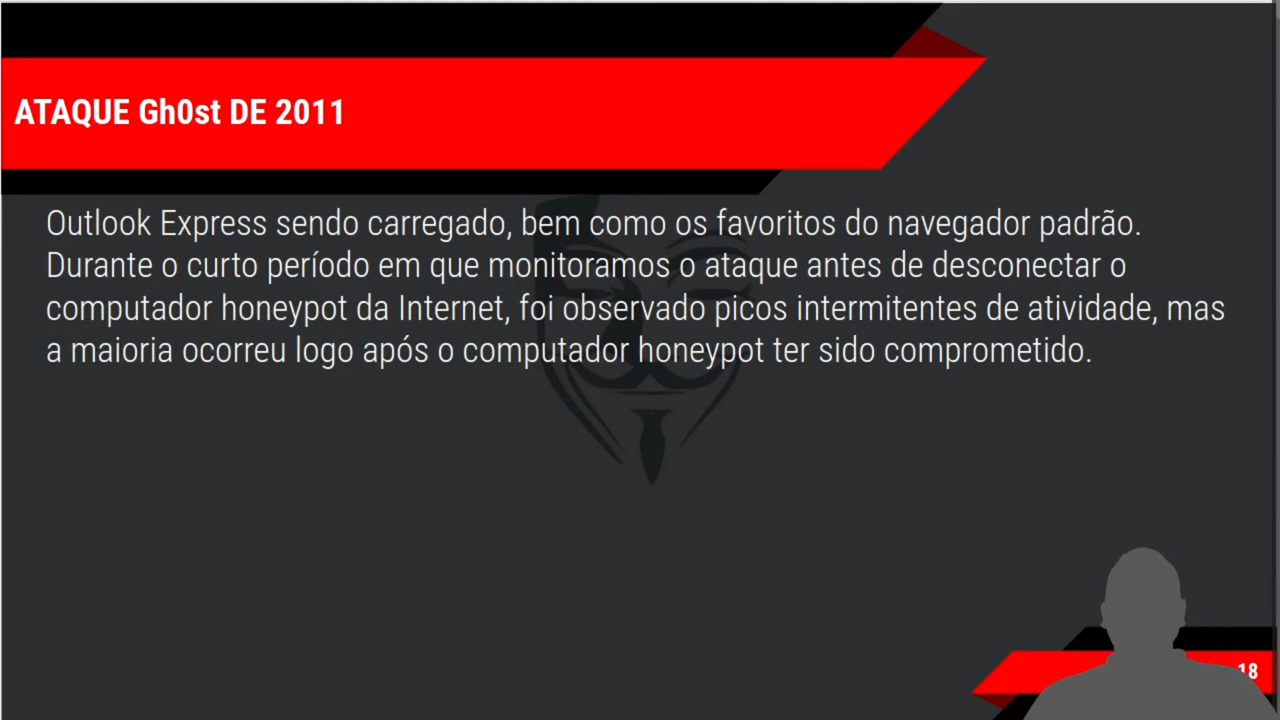 ATAQUE Gh0st DE 2011
Outlook Express sendo carregado, bem como os favoritos do navegador padrão.
Durante o curto período em que monitoramos o ataque antes de desconectar o
computador honeypot da Internet, foi observado picos intermitentes de atividade, mas
a maioria ocorreu logo após o computador honeypot ter sido comprometido.
18